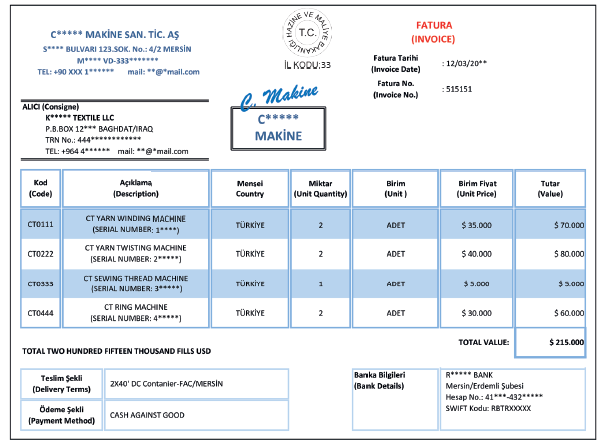 C***** MAKİNE SAN. TİC. AŞ
S**** BULVARI 123.SOK. No.: 4/2 MERSİN
M**** VD-333*******
TEL: +90 XXX 1****** mail: **@*mail.com
HAZİNE VE MALİYE BAKANLIĞI
T.C.
İL KODU:33
FATURA
(INVOICE)
Fatura Tarihi
(Invoice Date) : 12/03/20**
Fatura No.
(Invoice No.) : 515151
ALICI (Consigne)
K***** TEXTILE LLC
P.B.BOX 12*** BAGHDAT/IRAQ
TRN No.: 444************
TEL: +964 4****** mail: **@*mail.com
C.. Makine
C*****
MAKİNE
Kod Açıklama Menşei Miktar Birim Birim Fiyat Tutar
(Code) (Description) Country (Unit Quantity) (Unit ) (Unit Price) (Value)
CT0111 CT YARN WINDING MACHINE (SERIAL NUMBER: 1****) TÜRKİYE 2 ADET $ 35.000 $ 70.000
CT0222 CT YARN TWISTING MACHINE (SERIAL NUMBER: 2*****) TÜRKİYE 2 ADET $ 40.000 $ 80.000
CT0333 CT SEWING THREAD MACHINE (SERIAL NUMBER: 3*****) TÜRKİYE 1 ADET $ 5.000 $ 5.000
CT0444 CT RING MACHINE (SERIAL NUMBER: 4*****) TÜRKİYE 2 ADET $ 30.000 $ 60.000
TOTAL VALUE: $ 215.000
TOTAL TWO HUNDRED FIFTEEN THOUSAND FILLS USD
Teslim Şekli
(Delivery Terms) 2X40' DC Contanier-FAC/MERSİN
Ödeme Şekli
(Payment Method) CASH AGAINST GOOD
Banka Bilgileri
(Bank Details)
R***** BANK
Mersin/Erdemli Şubesi
Hesap No.: 41***-432*****
SWIFT Kodu: RBTRXXXXX